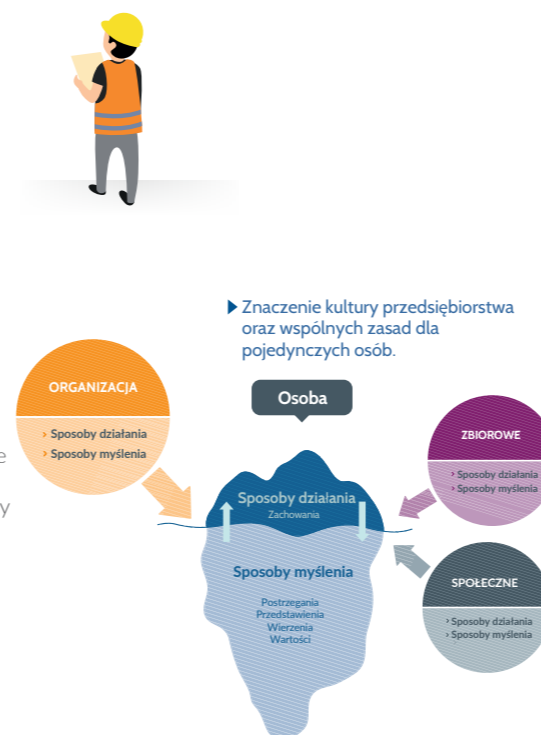 ▶ Znaczenie kultury przedsiębiorstwa
oraz wspólnych zasad dla
pojedynczych osób.
Osoba
ORGANIZACJA
› Sposoby działania
› Sposoby myślenia
e
y
ZBIOROWE
› Sposoby działania
› Sposoby myślenia
Sposoby działania
Zachowania
Sposoby myślenia
Postrzegania
Przedstawienia
Wierzenia
Wartości
SPOŁECZNE
› Sposoby działania
› Sposoby myślenia